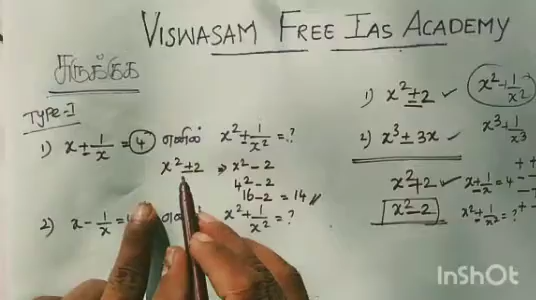 VISWASAM FREE IAS ACADEMY
சுருக்குக
TYPE-I
1) x + 1/x = 4 எனில் x² + 1/x² = ?
x² ± 2 → x² - 2
4² - 2
16 - 2 = 14
2) x - 1/x = x² + 1/x² = ?
1) x² ± 2 ✓
2) x³ ± 3x ✓
x² + 2 ✓
x² - 2
x² + 1/x²
x³ + 1/x³
x ± 1/x = 4
x² ± 1/x² = ?
InShOt